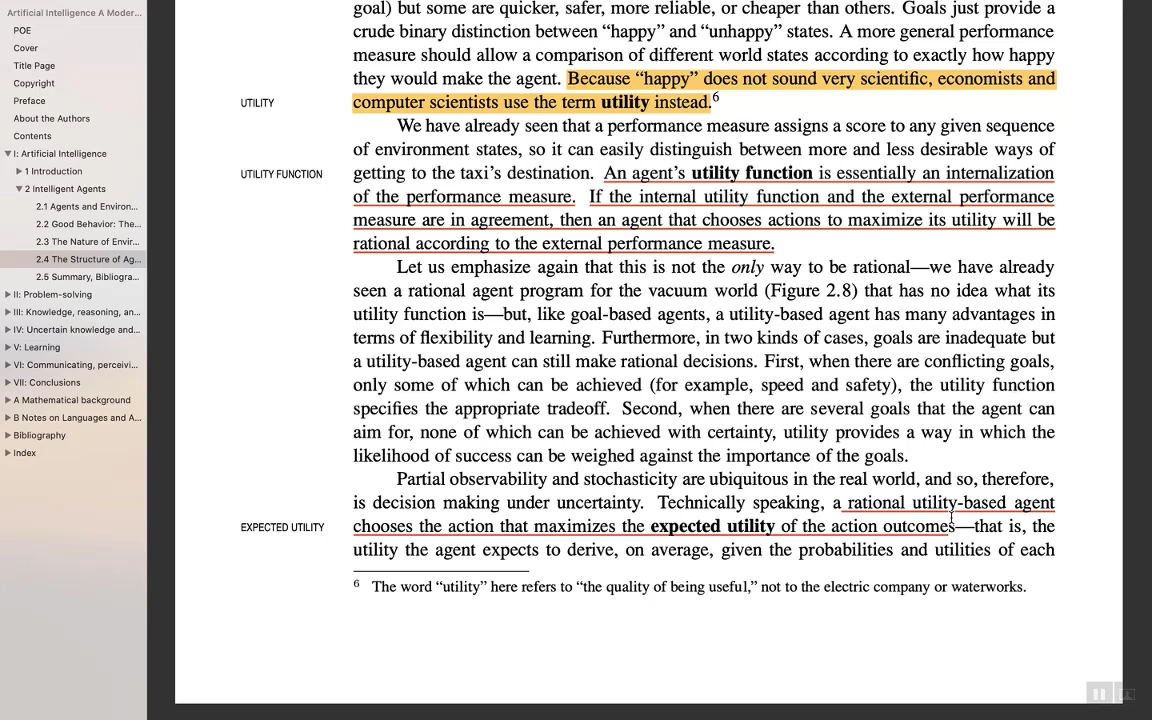 Artificial Intelligence A Moder...
POE
Cover
Title Page
Copyright
Preface
About the Authors
Contents
I: Artificial Intelligence
1 Introduction
2 Intelligent Agents
2.1 Agents and Environ...
2.2 Good Behavior: The...
2.3 The Nature of Envir...
2.4 The Structure of Ag...
2.5 Summary, Bibliogra...
II: Problem-solving
III: Knowledge, reasoning, an...
IV: Uncertain knowledge and...
V: Learning
VI: Communicating, perceivi...
VII: Conclusions
A Mathematical background
B Notes on Languages and A...
Bibliography
Index
goal) but some are quicker, safer, more reliable, or cheaper than others. Goals just provide a
crude binary distinction between “happy” and “unhappy” states. A more general performance
measure should allow a comparison of different world states according to exactly how happy
they would make the agent. Because “happy” does not sound very scientific, economists and
UTILITY computer scientists use the term utility instead.6
We have already seen that a performance measure assigns a score to any given sequence
of environment states, so it can easily distinguish between more and less desirable ways of
UTILITY FUNCTION getting to the taxi’s destination. An agent’s utility function is essentially an internalization
of the performance measure. If the internal utility function and the external performance
measure are in agreement, then an agent that chooses actions to maximize its utility will be
rational according to the external performance measure.
Let us emphasize again that this is not the only way to be rational—we have already
seen a rational agent program for the vacuum world (Figure 2.8) that has no idea what its
utility function is—but, like goal-based agents, a utility-based agent has many advantages in
terms of flexibility and learning. Furthermore, in two kinds of cases, goals are inadequate but
a utility-based agent can still make rational decisions. First, when there are conflicting goals,
only some of which can be achieved (for example, speed and safety), the utility function
specifies the appropriate tradeoff. Second, when there are several goals that the agent can
aim for, none of which can be achieved with certainty, utility provides a way in which the
likelihood of success can be weighed against the importance of the goals.
Partial observability and stochasticity are ubiquitous in the real world, and so, therefore,
is decision making under uncertainty. Technically speaking, a rational utility-based agent
EXPECTED UTILITY chooses the action that maximizes the expected utility of the action outcomes—that is, the
utility the agent expects to derive, on average, given the probabilities and utilities of each
6 The word “utility” here refers to “the quality of being useful,” not to the electric company or waterworks.